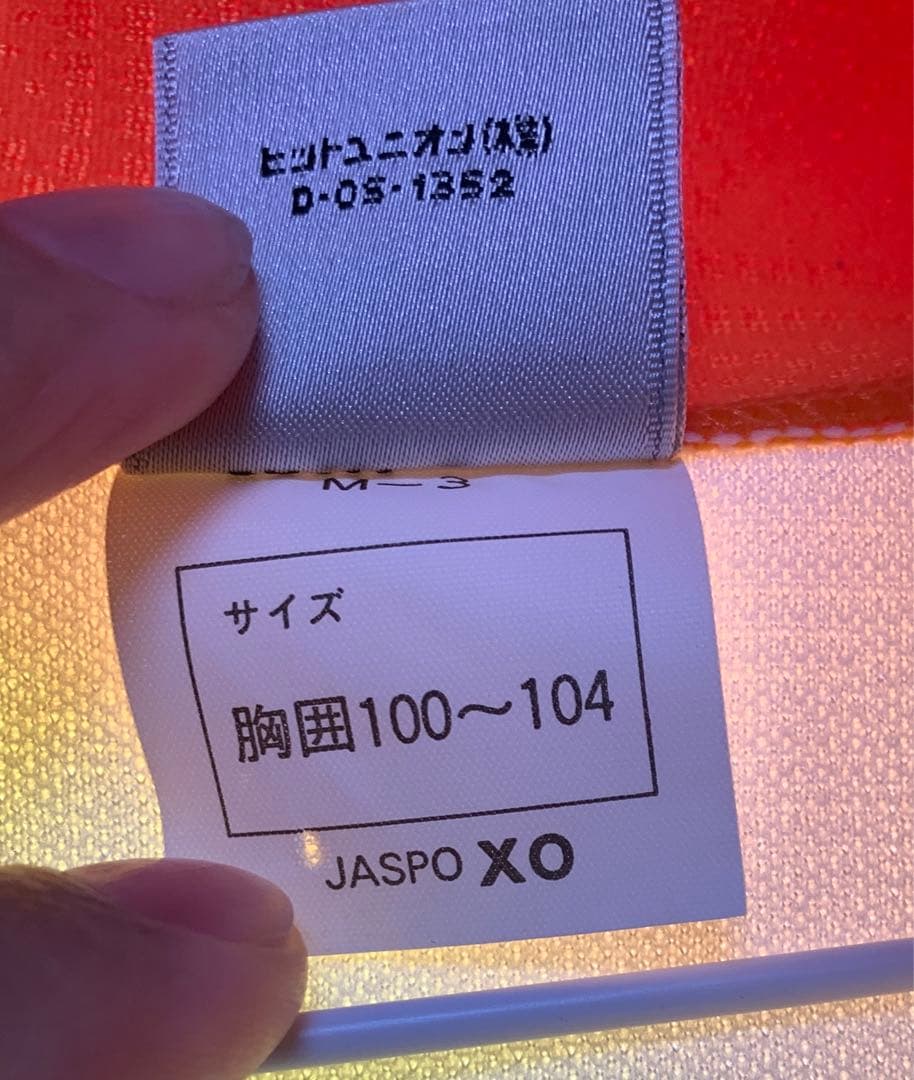 ヒットユニオン(株)
D-OS-1352
M-3
サイズ
胸囲100～104
JASPO XO